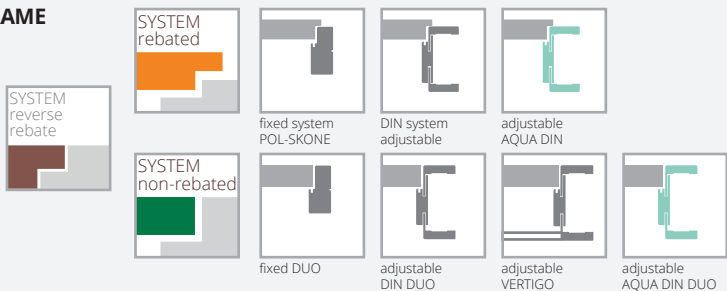 AME
SYSTEM
rebated
fixed system
POL-SKONE
DIN system
adjustable
adjustable
AQUA DIN
SYSTEM
reverse
rebate
SYSTEM
non-rebated
fixed DUO
adjustable
DIN DUO
adjustable
VERTIGO
adjustable
AQUA DIN DUO